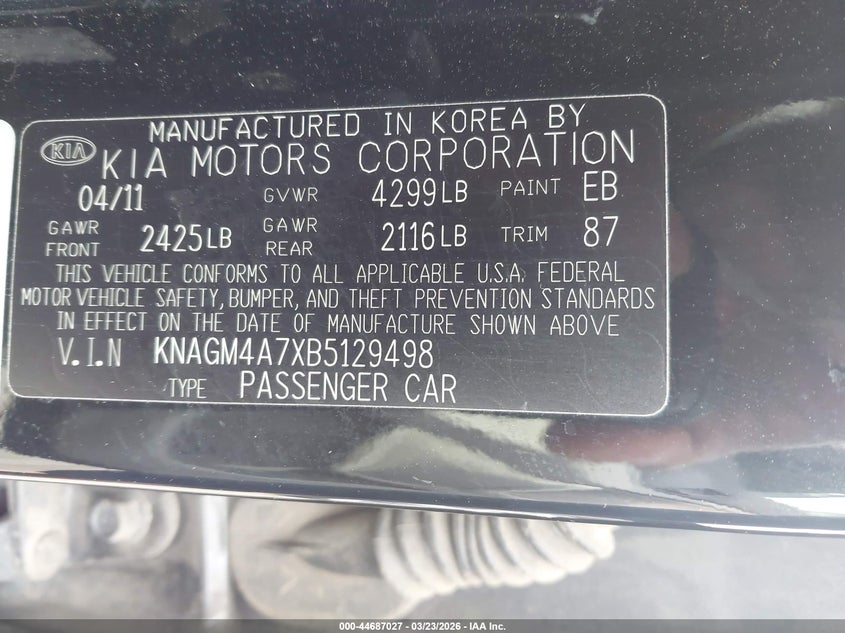 MANUFACTURED IN KOREA BY
KIA KIA MOTORS CORPORATION
04/11 GVWR 4299LB PAINT EB
GAWR FRONT 2425LB GAWR REAR 2116LB TRIM 87
THIS VEHICLE CONFORMS TO ALL APPLICABLE U.S.A. FEDERAL
MOTOR VEHICLE SAFETY, BUMPER, AND THEFT PREVENTION STANDARDS
IN EFFECT ON THE DATE OF MANUFACTURE SHOWN ABOVE
V.I.N KNAGM4A7XB5129498
TYPE PASSENGER CAR
000-44687027 - 03/23/2026 - IAA Inc.